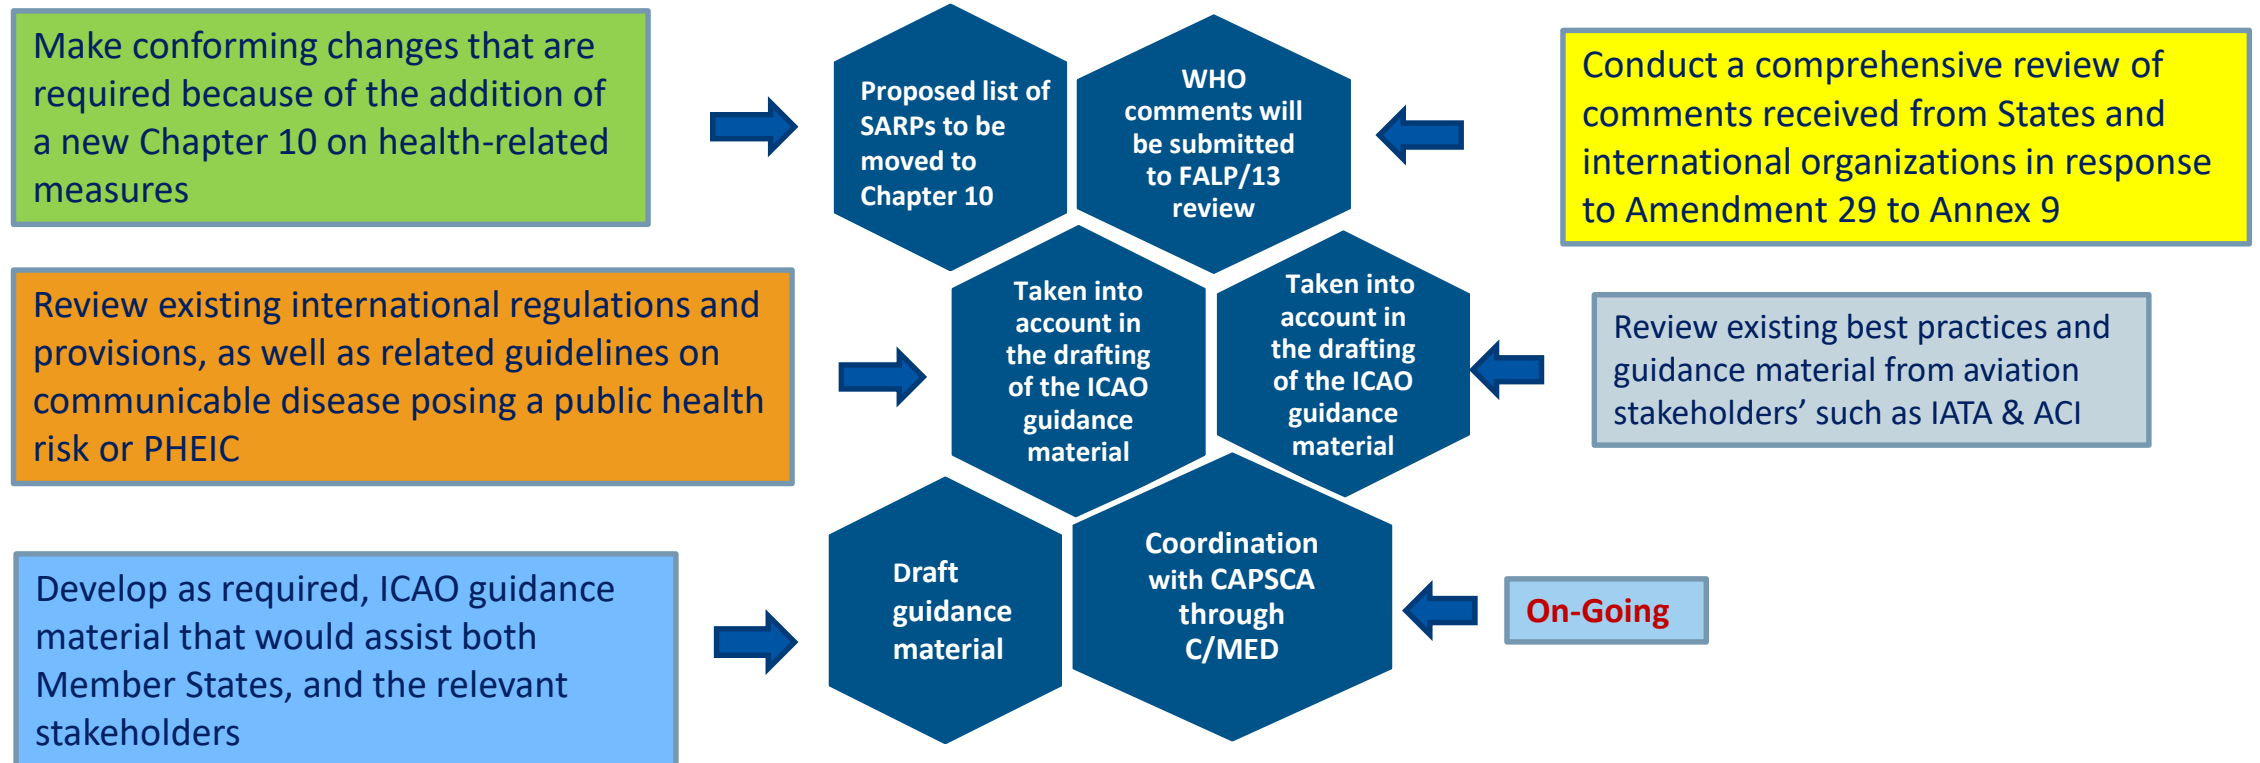 Make conforming changes that are
required because of the addition of
a new Chapter 10 on health-related
measures
Proposed list of
SARPs to be
moved to
Chapter 10
WHO
comments will
be submitted
to FALP/13
review
Conduct a comprehensive review of
comments received from States and
international organizations in response
to Amendment 29 to Annex 9
Review existing international regulations and
provisions, as well as related guidelines on
communicable disease posing a public health
risk or PHEIC
Taken into
account in
the drafting
of the ICAO
guidance
material
Taken into
account in
the drafting
of the ICAO
guidance
material
Review existing best practices and
guidance material from aviation
stakeholders’ such as IATA & ACI
Develop as required, ICAO guidance
material that would assist both
Member States, and the relevant
stakeholders
Draft
guidance
material
Coordination
with CAPSCA
through
C/MED
On-Going